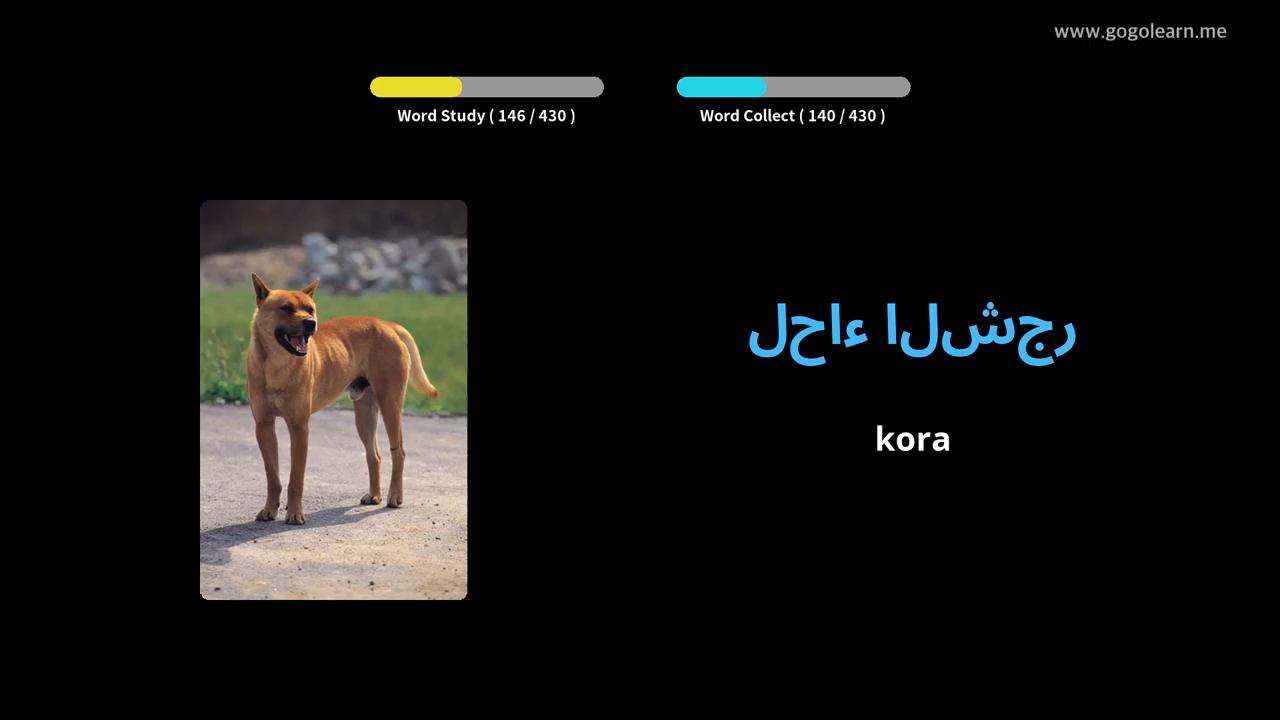 www.gogolearn.me
Word Study ( 146 / 430 )
Word Collect ( 140 / 430 )
لحاء الشجر
kora